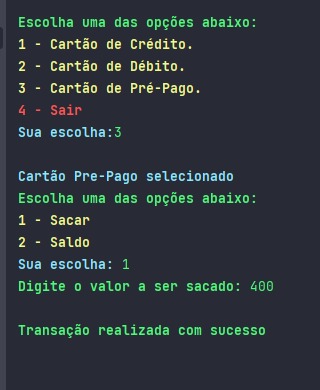 Escolha uma das opções abaixo:
1 - Cartão de Crédito.
2 - Cartão de Débito.
3 - Cartão de Pré-Pago.
4 - Sair
Sua escolha:3
Cartão Pre-Pago selecionado
Escolha uma das opções abaixo:
1 - Sacar
2 - Saldo
Sua escolha: 1
Digite o valor a ser sacado: 400
Transação realizada com sucesso